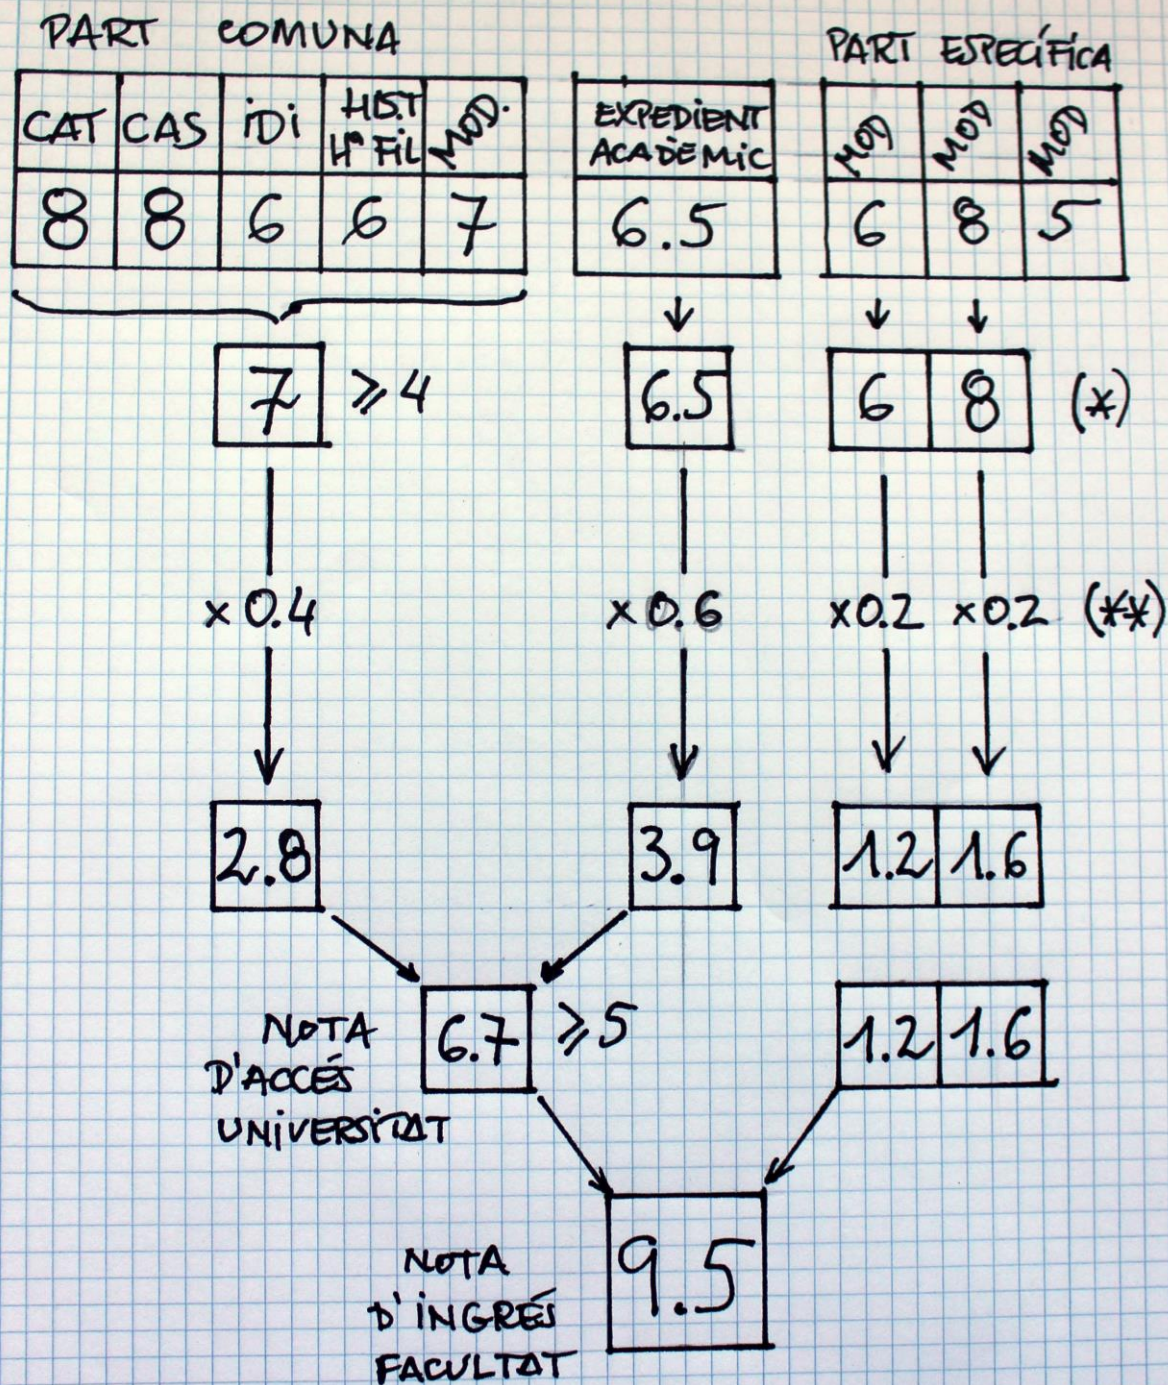 PART COMUNA
PART ESPECÍFICA
CAT CAS iDi HIST Hª FiL MOD.
EXPEDIENT ACADEMIC
MOD MOD MOD
8 8 6 6 7
6.5
6 8 5
7 ≥4
6.5
6 8 (*)
x 0.4
x 0.6
x0.2 x0.2 (**)
2.8
3.9
1.2 1.6
NOTA
D'ACCÉS
UNIVERSITAT
6.7 ≥5
1.2 1.6
NOTA
D'INGRÉS
FACULTAT
9.5